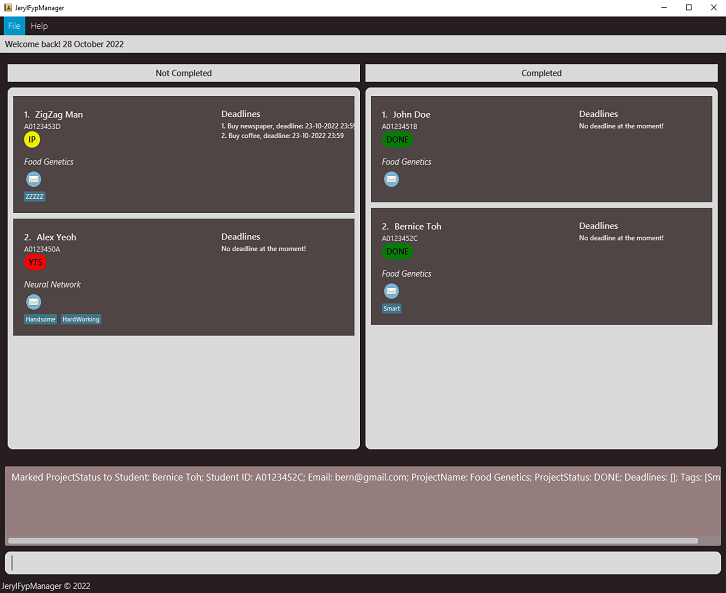 JerylFypManager
File Help
Welcome back! 28 October 2022
Not Completed
1. ZigZag Man
A0123453D
IP
Food Genetics
ZZZZZ
Deadlines
1. Buy newspaper, deadline: 23-10-2022 23:59
2. Buy coffee, deadline: 23-10-2022 23:59
2. Alex Yeoh
A0123450A
YTS
Neural Network
Handsome HardWorking
Deadlines
No deadline at the moment!
Completed
1. John Doe
A0123451B
DONE
Food Genetics
Deadlines
No deadline at the moment!
2. Bernice Toh
A0123452C
DONE
Food Genetics
Smart
Deadlines
No deadline at the moment!
Marked ProjectStatus to Student: Bernice Toh; Student ID: A0123452C; Email: bern@gmail.com; ProjectName: Food Genetics; ProjectStatus: DONE; Deadlines: []; Tags: [Sm
JerylFypManager © 2022